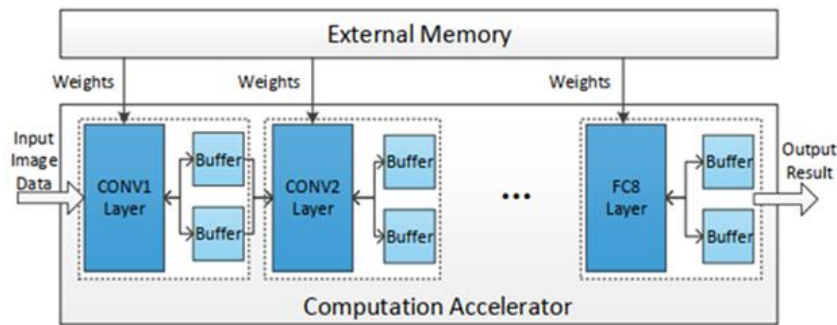 External Memory
Weights
Weights
Weights
Input
Image
Data
CONV1
Layer
Buffer
Buffer
CONV2
Layer
Buffer
Buffer
...
FC8
Layer
Buffer
Buffer
Output
Result
Computation Accelerator